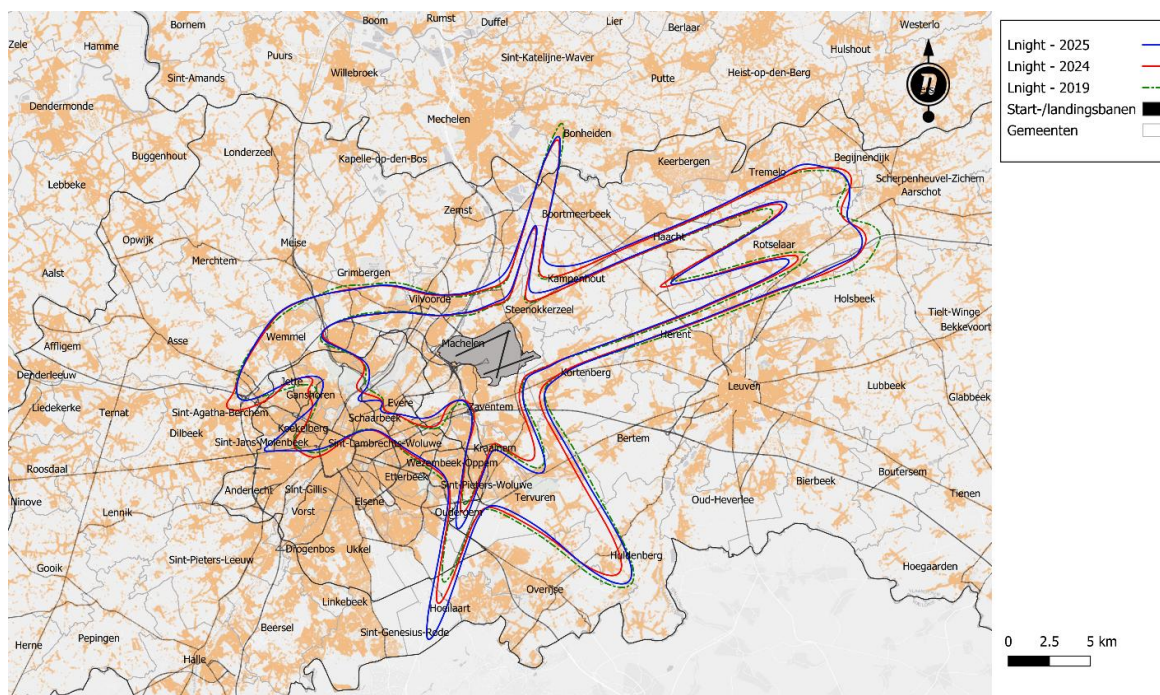 Lnight - 2025
Lnight - 2024
Lnight - 2019
Start-/landingsbanen
Gemeenten
Zele
Hamme
Bornem
Boom
Rumst
Duffel
Lier
Berlaar
Westerlo
Puurs
Hulshout
Sint-Amands
Willebroek
Sint-Katelijne-Waver
Putte
Heist-op-den-Berg
Dendermonde
Mechelen
Bonheiden
Buggenhout
Londerzeel
Kapelle-op-den-Bos
Keerbergen
Begijnendijk
Tremelo
Lebbeke
Scherpenheuvel-Zichem
Aarschot
Zemst
Boortmeerbeek
Opwijk
Meise
Haacht
Rotselaar
Merchtem
Aalst
Grimbergen
Kampenhout
Vilvoorde
Holsbeek
Steenokkerzeel
Tielt-Winge
Bekkevoort
Wemmel
Asse
Machelen
Herent
Affligem
Denderleeuw
Jette
Ganshoren
Kortenberg
Leuven
Lubbeek
Glabbeek
Liedekerke
Ternat
Sint-Agatha-Berchem
Evere
Zaventem
Schaarbeek
Dilbeek
Koekelberg
Sint-Jans-Molenbeek
Sint-Lambrechts-Woluwe
Kraainem
Bertem
Roosdaal
Wezembeek-Oppem
Etterbeek
Boutersem
Bierbeek
Tienen
Anderlecht
Sint-Gillis
Elsene
Sint-Pieters-Woluwe
Tervuren
Oud-Heverlee
Ninove
Lennik
Vorst
Oudergem
Drogenbos
Ukkel
Huldenberg
Sint-Pieters-Leeuw
Hoegaarden
Gooik
Overijse
Linkebeek
Hoeilaart
Beersel
Sint-Genesius-Rode
Pepingen
Herne
Halle
0 2.5 5 km